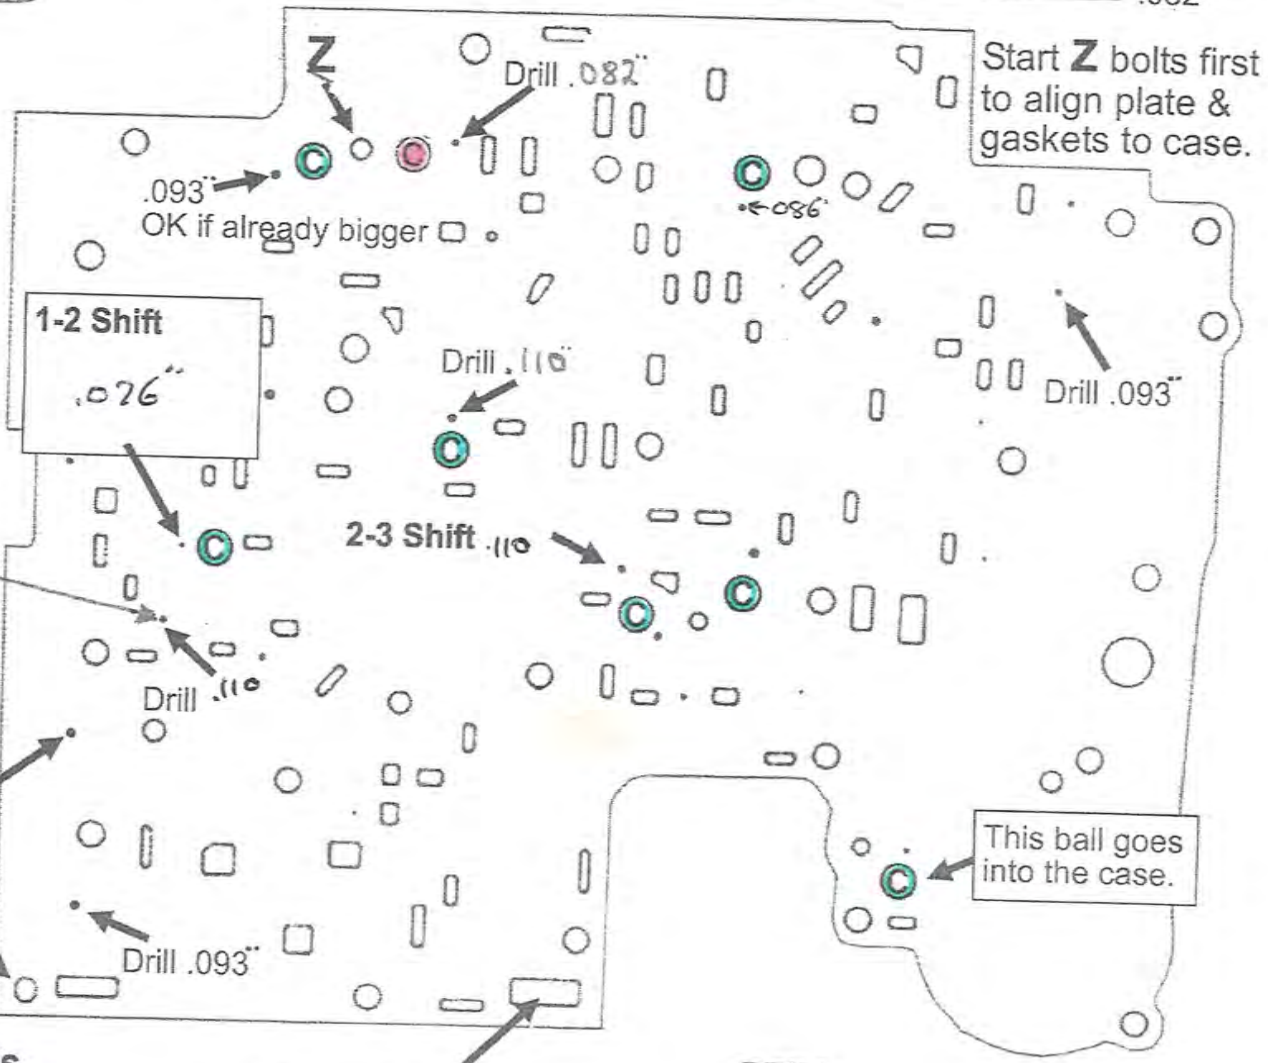 Z
Drill .082"
Start Z bolts first
to align plate &
gaskets to case.
C
C
C
.093"
OK if already bigger
.086"
1-2 Shift
.076"
Drill .110"
Drill .093"
C
C
2-3 Shift .110
C
C
Drill .110
This ball goes
into the case.
C
Drill .093"